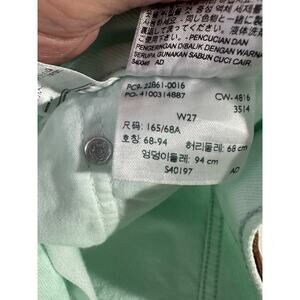 - PENCUCIAN DAN
PENGERINGAN DIBALIK DENGAN WARNA
SERUPA GUNAKAN SABUN CUCI CAIR
S40045 AD
PC9- 22861-0016 CW-4816
PO- 4100314887 3514
W27
尺码: 165/68A
호칭: 68-94 허리둘레: 68 cm
엉덩이둘레: 94 cm
S40197 AD